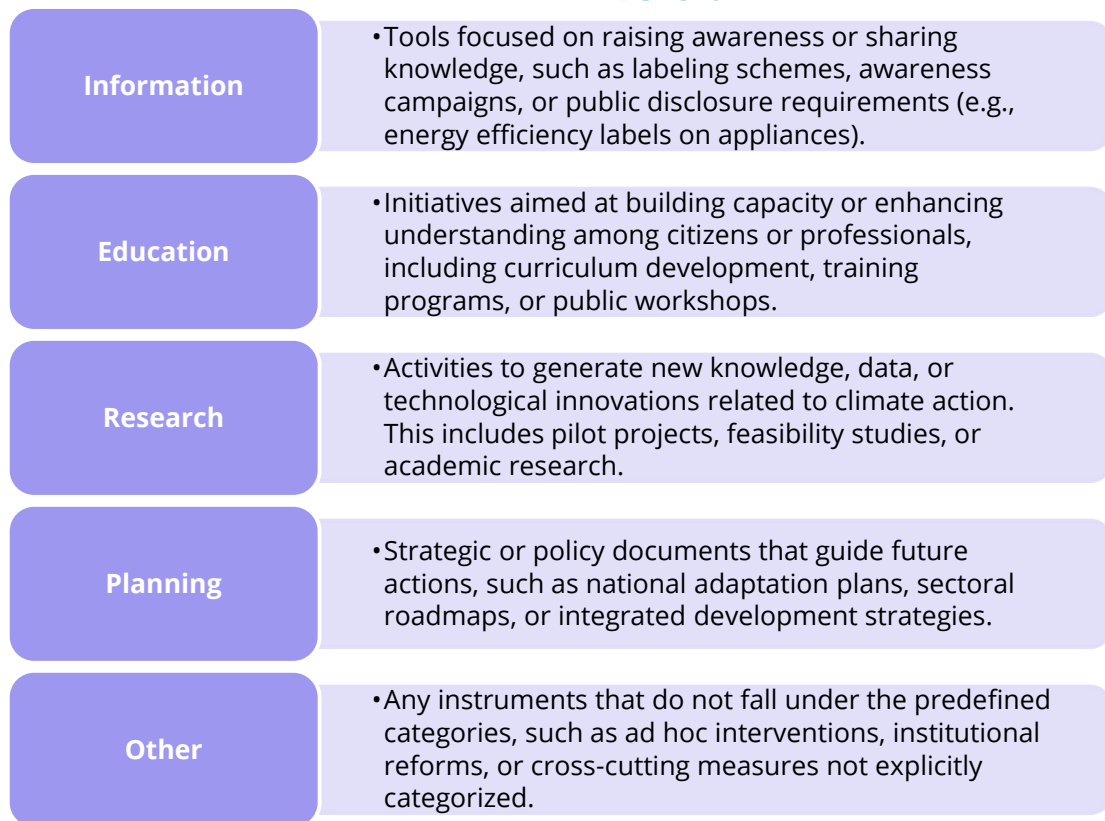 Information
•Tools focused on raising awareness or sharing
knowledge, such as labeling schemes, awareness
campaigns, or public disclosure requirements (e.g.,
energy efficiency labels on appliances).
Education
•Initiatives aimed at building capacity or enhancing
understanding among citizens or professionals,
including curriculum development, training
programs, or public workshops.
Research
•Activities to generate new knowledge, data, or
technological innovations related to climate action.
This includes pilot projects, feasibility studies, or
academic research.
Planning
•Strategic or policy documents that guide future
actions, such as national adaptation plans, sectoral
roadmaps, or integrated development strategies.
Other
•Any instruments that do not fall under the predefined
categories, such as ad hoc interventions, institutional
reforms, or cross-cutting measures not explicitly
categorized.